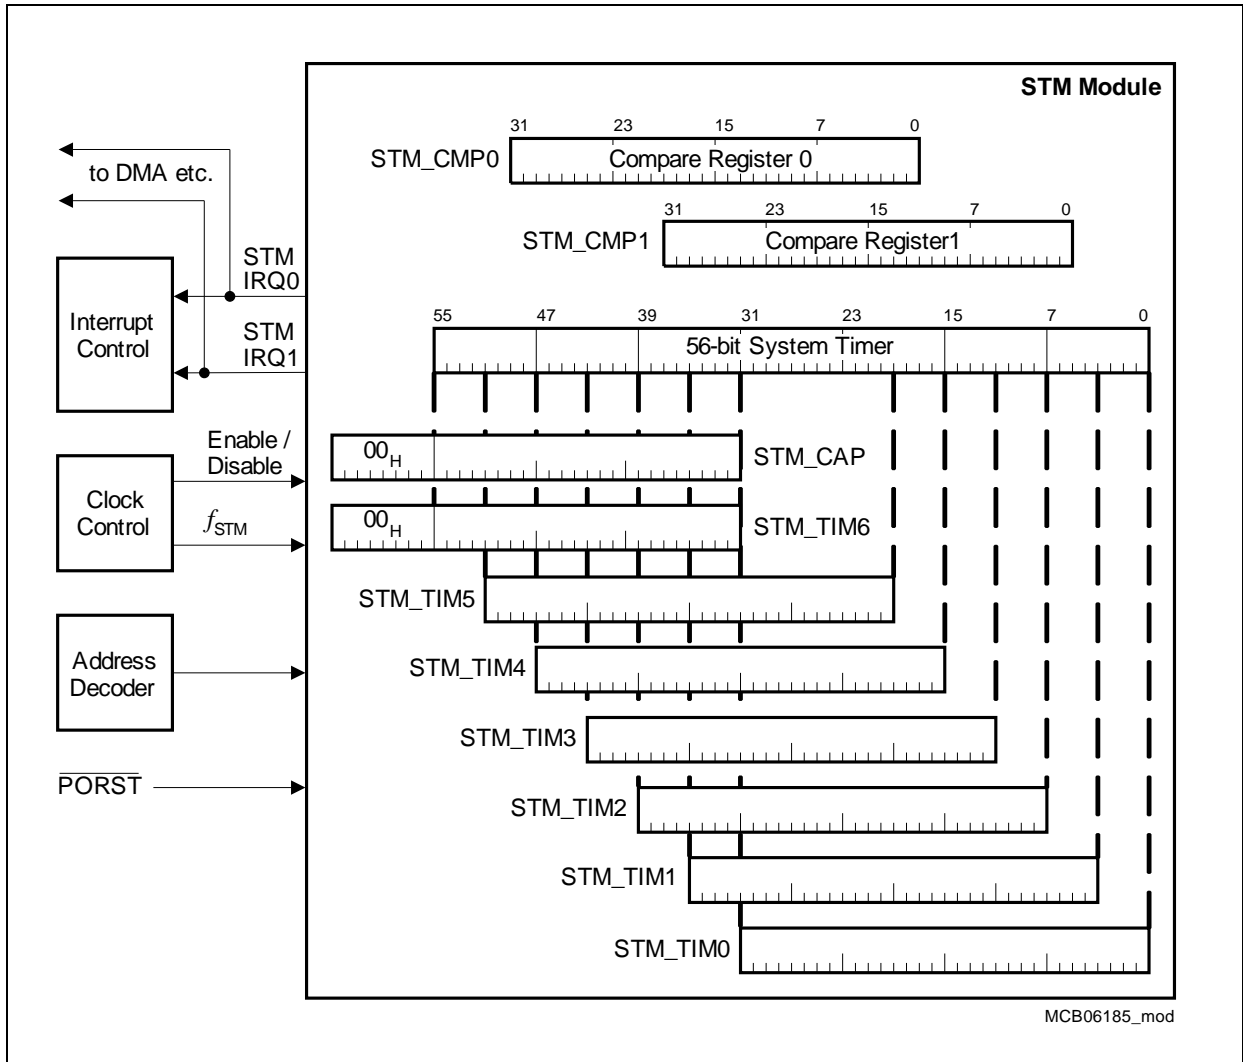 STM Module
31 23 15 7 0
STM_CMP0 Compare Register 0
31 23 15 7 0
STM_CMP1 Compare Register1
to DMA etc.
STM
IRQ0
STM
IRQ1
Interrupt
Control
55 47 39 31 23 15 7 0
56-bit System Timer
Enable /
Disable
Clock
Control
fSTM
00H STM_CAP
00H STM_TIM6
STM_TIM5
Address
Decoder
STM_TIM4
STM_TIM3
PORST
STM_TIM2
STM_TIM1
STM_TIM0
MCB06185_mod